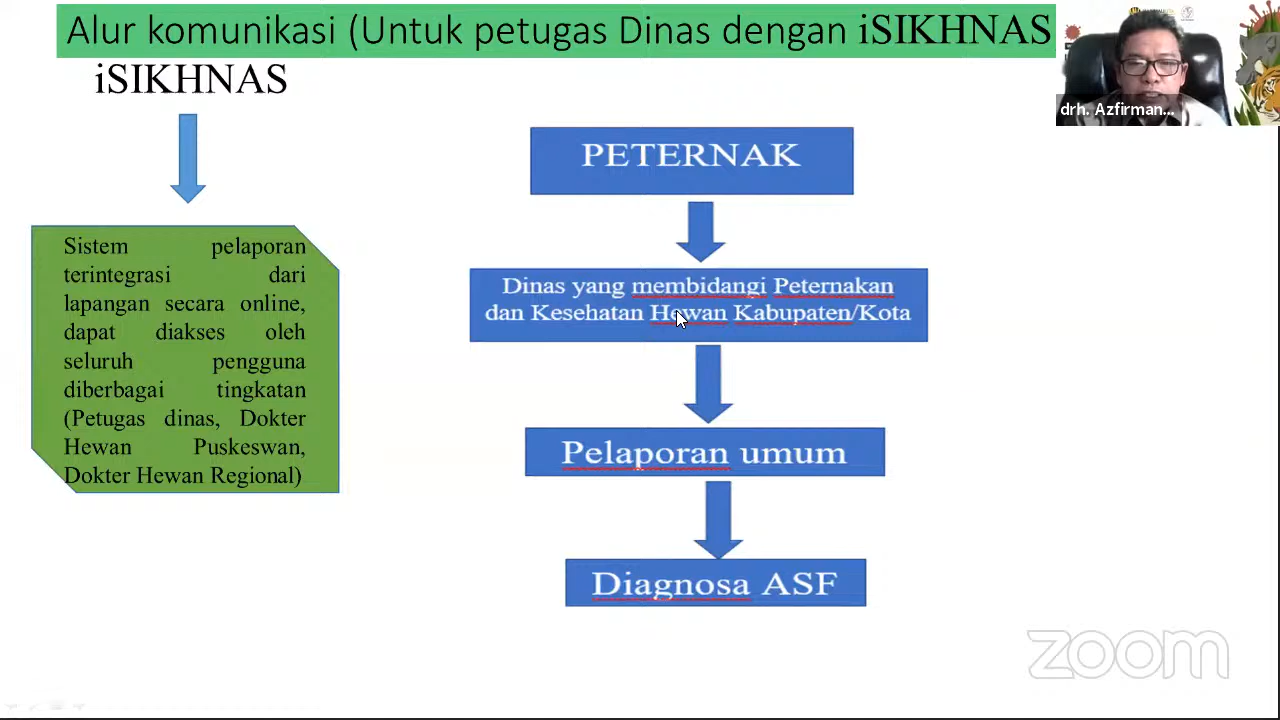 Alur komunikasi (Untuk petugas Dinas dengan iSIKHNAS
iSIKHNAS
drh. Azfirman...
PETERNAK
Sistem pelaporan
terintegrasi dari
lapangan secara online,
dapat diakses oleh
seluruh pengguna
diberbagai tingkatan
(Petugas dinas, Dokter
Hewan Puskeswan,
Dokter Hewan Regional)
Dinas yang membidangi Peternakan
dan Kesehatan Hewan Kabupaten/Kota
Pelaporan umum
Diagnosa ASF
zoom